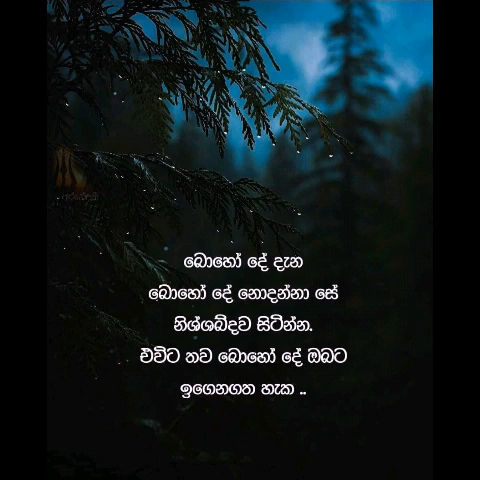 බොහෝ දේ දැන
බොහෝ දේ නොදන්නා සේ
නිශ්ශබ්දව සිටින්න.
එවිට තව බොහෝ දේ ඔබට
ඉගෙනගත හැක ..